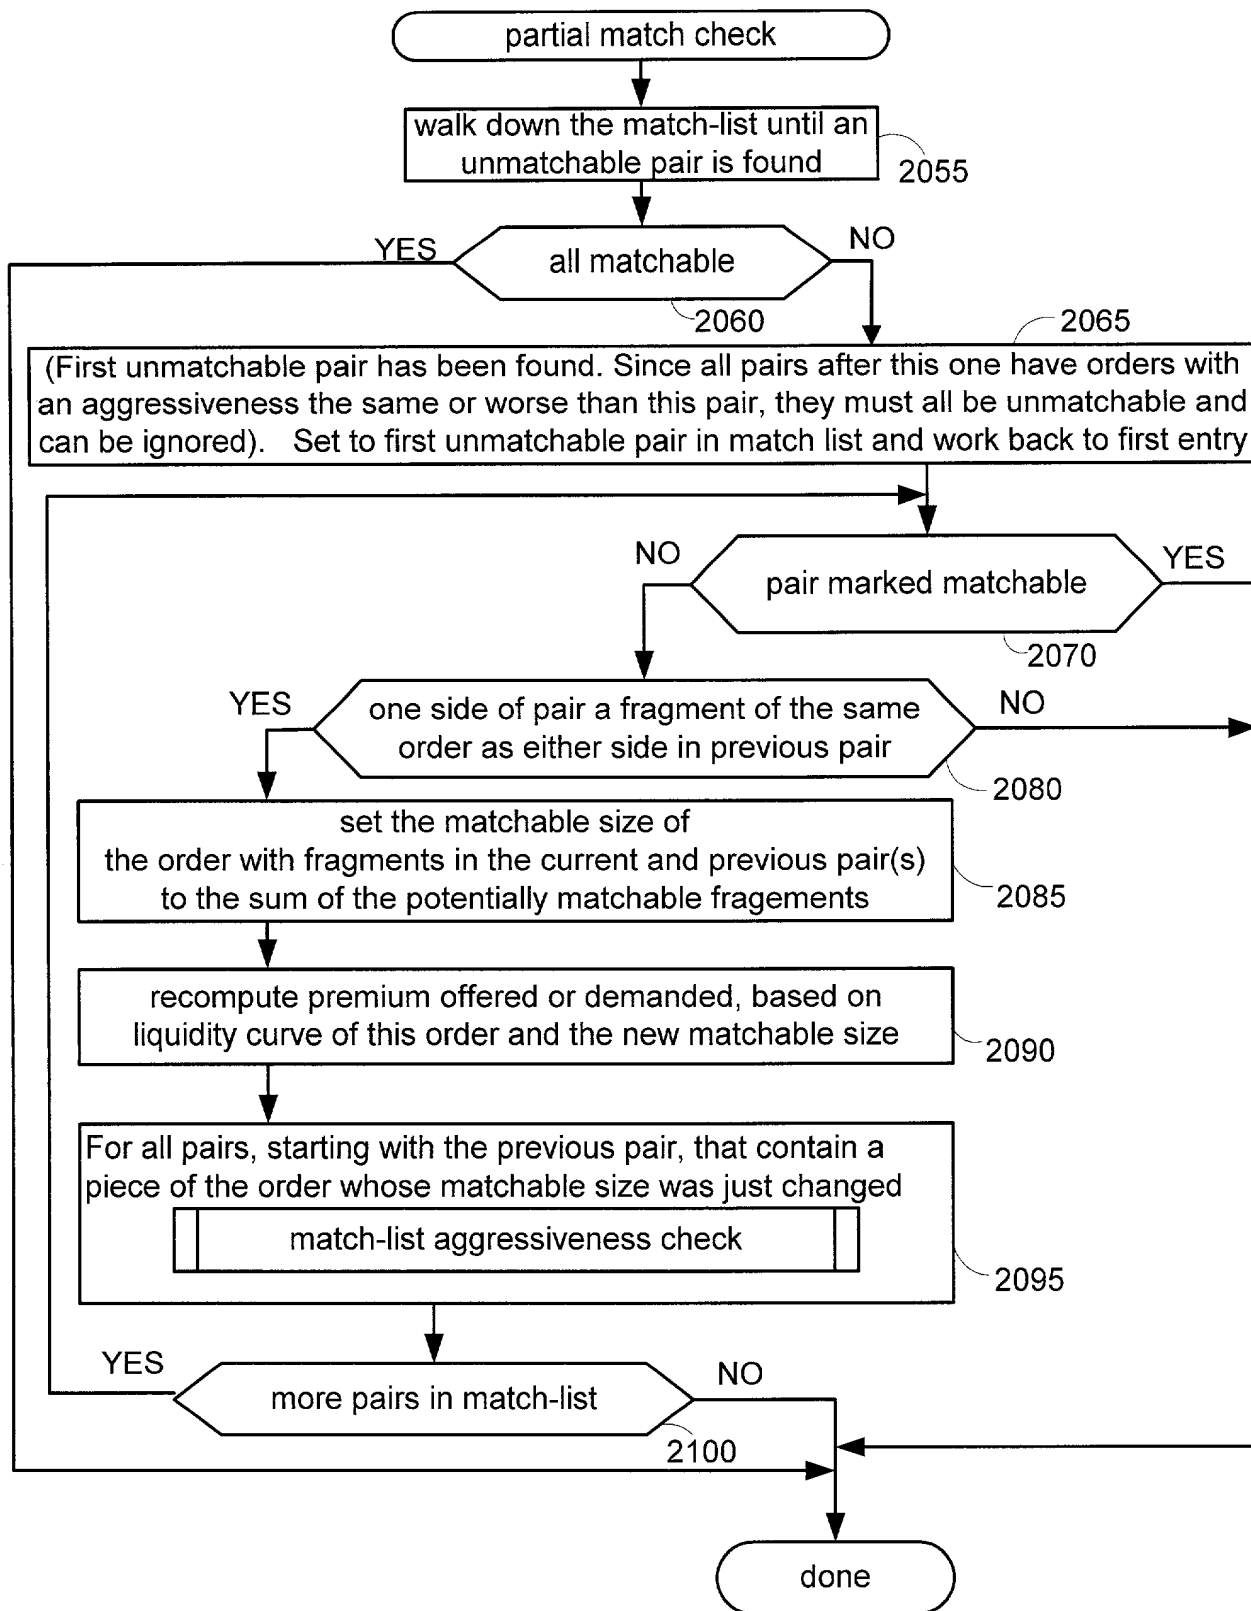 partial match check
walk down the match-list until an
unmatchable pair is found
2055
YES
NO
all matchable
2060
2065
(First unmatchable pair has been found. Since all pairs after this one have orders with
an aggressiveness the same or worse than this pair, they must all be unmatchable and
can be ignored). Set to first unmatchable pair in match list and work back to first entry
NO
YES
pair marked matchable
2070
YES
NO
one side of pair a fragment of the same
order as either side in previous pair
2080
set the matchable size of
the order with fragments in the current and previous pair(s)
to the sum of the potentially matchable fragements
2085
recompute premium offered or demanded, based on
liquidity curve of this order and the new matchable size
2090
For all pairs, starting with the previous pair, that contain a
piece of the order whose matchable size was just changed
match-list aggressiveness check
2095
YES
NO
more pairs in match-list
2100
done